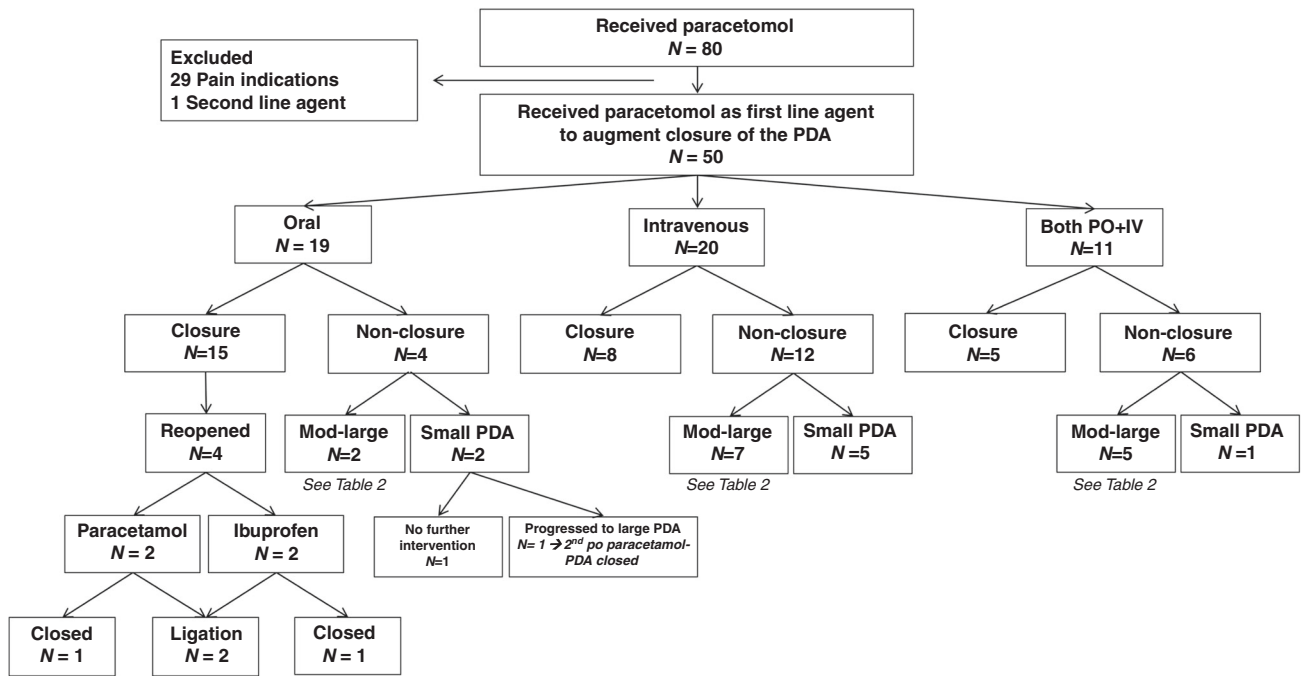 Received paracetomol
N = 80
Excluded
29 Pain indications
1 Second line agent
Received paracetomol as first line agent
to augment closure of the PDA
N = 50
Oral
N = 19
Intravenous
N=20
Both PO+IV
N=11
Closure
N=15
Non-closure
N=4
Closure
N=8
Non-closure
N=12
Closure
N=5
Non-closure
N=6
Reopened
N=4
Mod-large
N=2
See Table 2
Small PDA
N=2
Mod-large
N=7
See Table 2
Small PDA
N =5
Mod-large
N=5
See Table 2
Small PDA
N =1
Paracetamol
N = 2
Ibuprofen
N = 2
No further
intervention
N=1
Progressed to large PDA
N= 1 → 2nd po paracetamol-
PDA closed
Closed
N = 1
Ligation
N = 2
Closed
N = 1